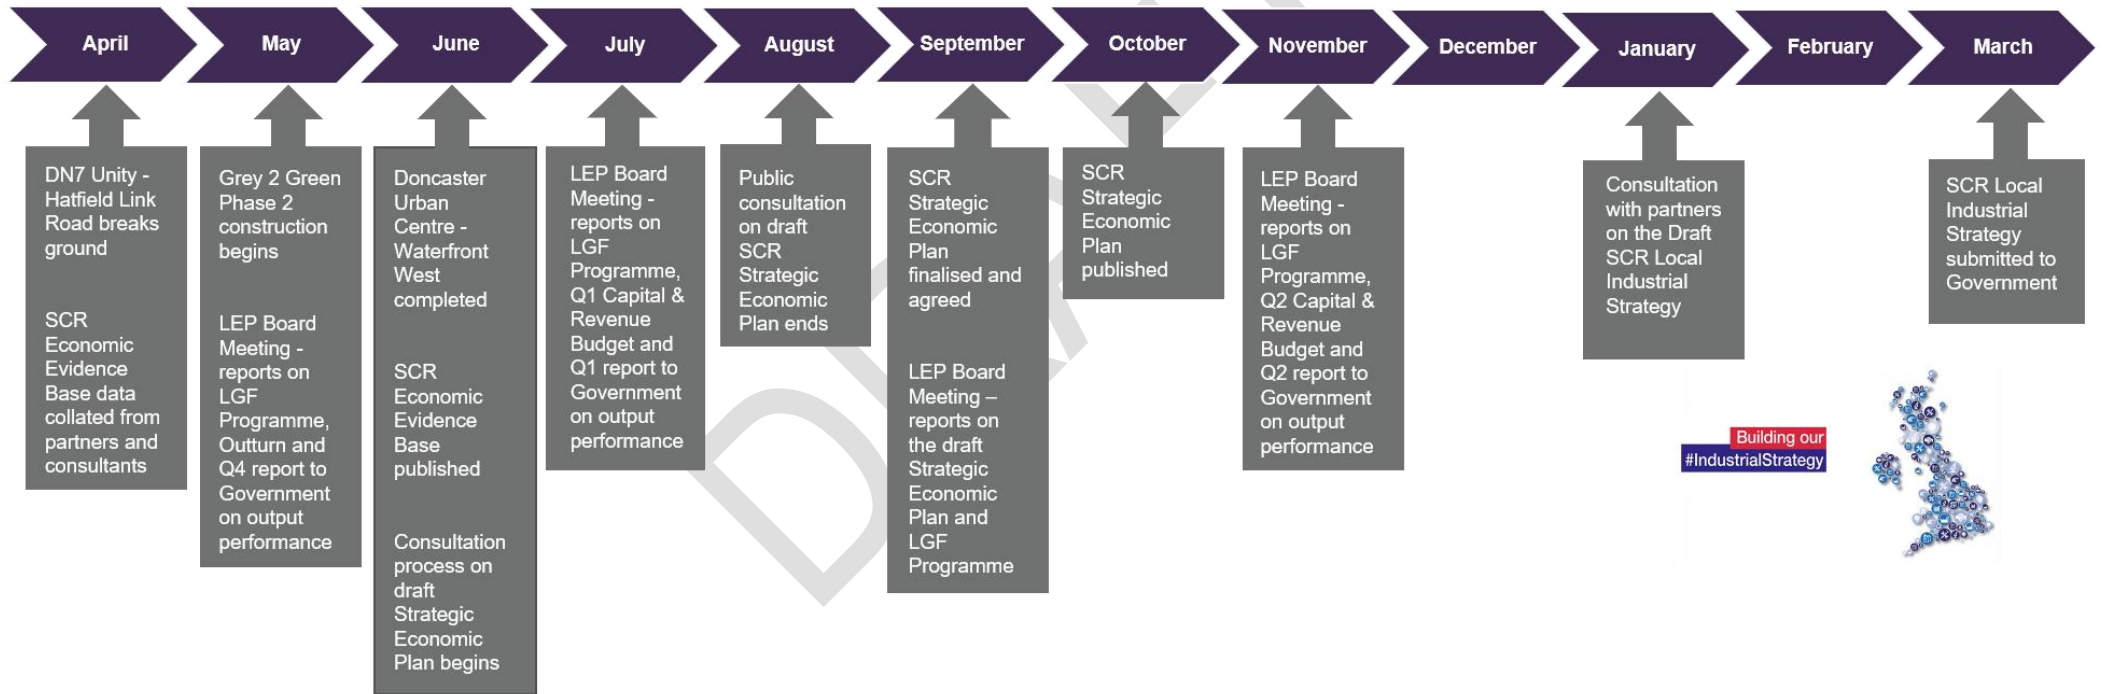 April
May
June
July
August
September
October
November
December
January
February
March
DN7 Unity -
Hatfield Link
Road breaks
ground
SCR
Economic
Evidence
Base data
collated from
partners and
consultants
Grey 2 Green
Phase 2
construction
begins
LEP Board
Meeting -
reports on
LGF
Programme,
Outturn and
Q4 report to
Government
on output
performance
Doncaster
Urban
Centre -
Waterfront
West
completed
SCR
Economic
Evidence
Base
published
Consultation
process on
draft
Strategic
Economic
Plan begins
LEP Board
Meeting -
reports on
LGF
Programme,
Q1 Capital &
Revenue
Budget and
Q1 report to
Government
on output
performance
Public
consultation
on draft
SCR
Strategic
Economic
Plan ends
SCR
Strategic
Economic
Plan
finalised and
agreed
LEP Board
Meeting –
reports on
the draft
Strategic
Economic
Plan and
LGF
Programme
SCR
Strategic
Economic
Plan
published
LEP Board
Meeting -
reports on
LGF
Programme,
Q2 Capital &
Revenue
Budget and
Q2 report to
Government
on output
performance
Consultation
with partners
on the Draft
SCR Local
Industrial
Strategy
SCR Local
Industrial
Strategy
submitted to
Government
Building our
#IndustrialStrategy